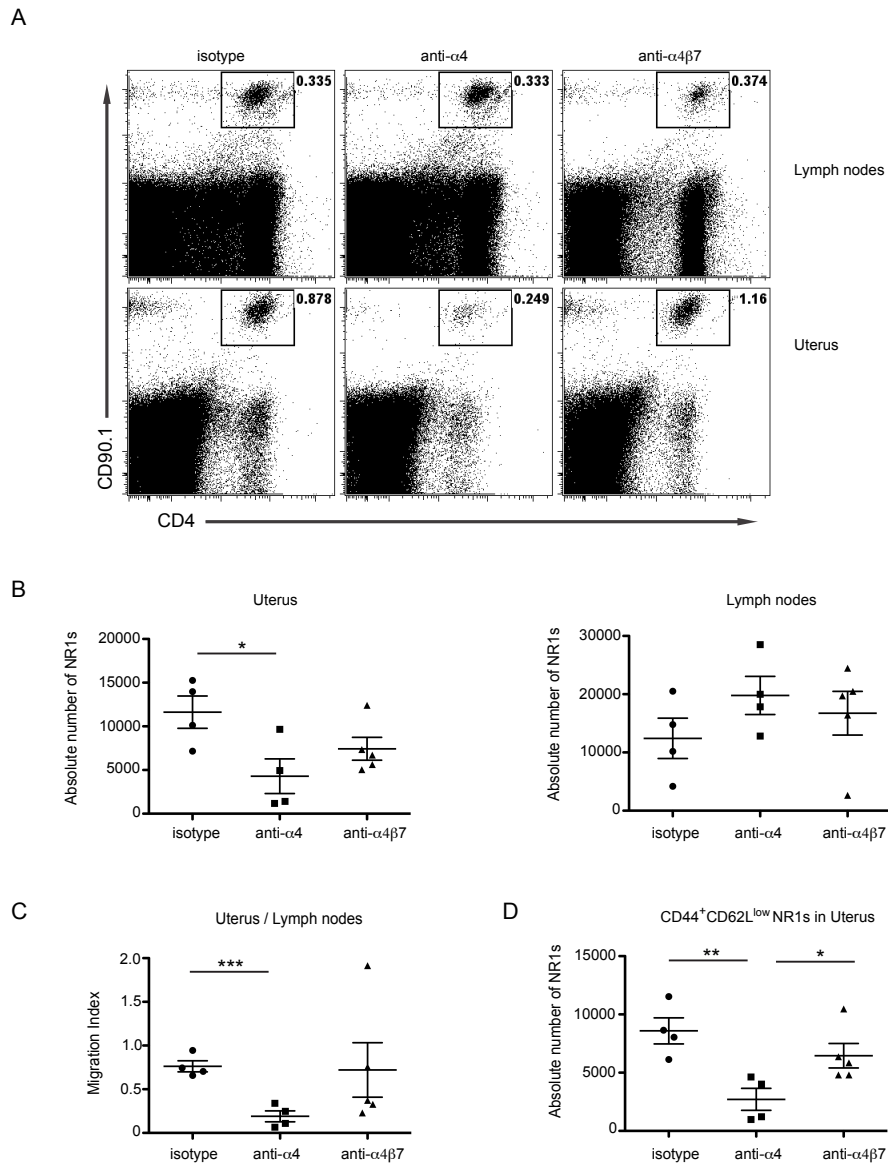 A
isotype anti-α4 anti-α4β7
0.335 0.333 0.374
Lymph nodes
0.878 0.249 1.16
Uterus
CD90.1
CD4
B
Uterus
Absolute number of NR1s
20000
15000
10000
5000
0
*
isotype anti-α4 anti-α4β7
Lymph nodes
Absolute number of NR1s
30000
20000
10000
0
isotype anti-α4 anti-α4β7
C
Uterus / Lymph nodes
Migration Index
2.0
1.5
1.0
0.5
0
***
isotype anti-α4 anti-α4β7
D
CD44⁺CD62Lˡᵒʷ NR1s in Uterus
Absolute number of NR1s
15000
10000
5000
0
** *
isotype anti-α4 anti-α4β7